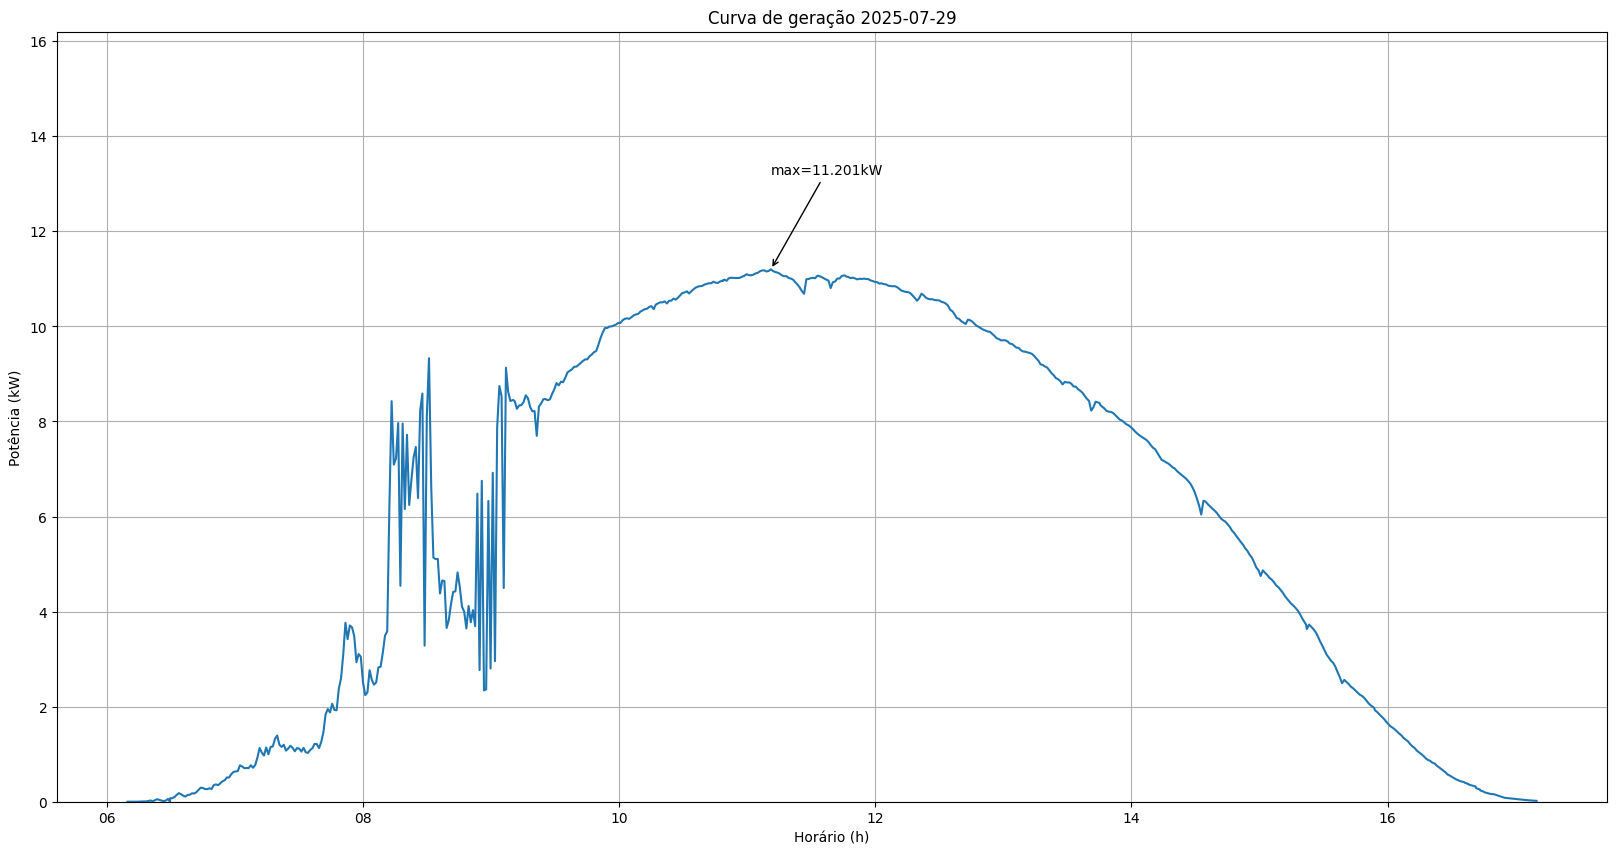 Curva de geração 2025-07-29
16
14
max=11.201kW
12
10
Potência (kW)
8
6
4
2
0
06 08 10 12 14 16
Horário (h)